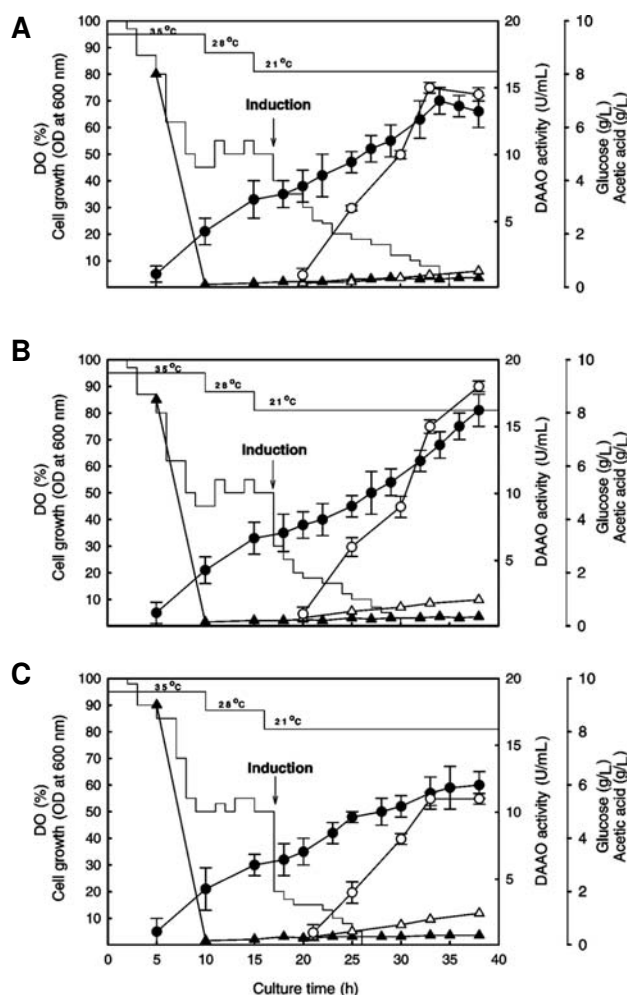 A
100
90
80
70
60
50
40
30
20
10
DO (%)
Cell growth (OD at 600 nm)
35 °C
28 °C
21 °C
Induction
20
15
10
5
DAAO activity (U/mL)
10
8
6
4
2
0
Glucose (g/L)
Acetic acid (g/L)
B
100
90
80
70
60
50
40
30
20
10
DO (%)
Cell growth (OD at 600 nm)
35 °C
28 °C
21 °C
Induction
20
15
10
5
DAAO activity (U/mL)
10
8
6
4
2
0
Glucose (g/L)
Acetic acid (g/L)
C
100
90
80
70
60
50
40
30
20
10
DO (%)
Cell growth (OD at 600 nm)
35 °C
28 °C
21 °C
Induction
20
15
10
5
DAAO activity (U/mL)
10
8
6
4
2
0
Glucose (g/L)
Acetic acid (g/L)
5 10 15 20 25 30 35 40
Culture time (h)